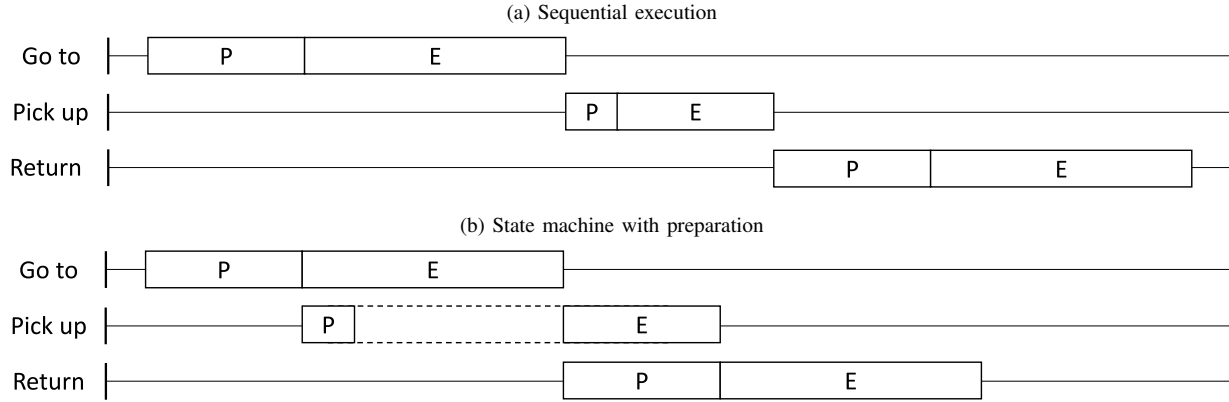 (a) Sequential execution
Go to P E
Pick up P E
Return P E
(b) State machine with preparation
Go to P E
Pick up P E
Return P E